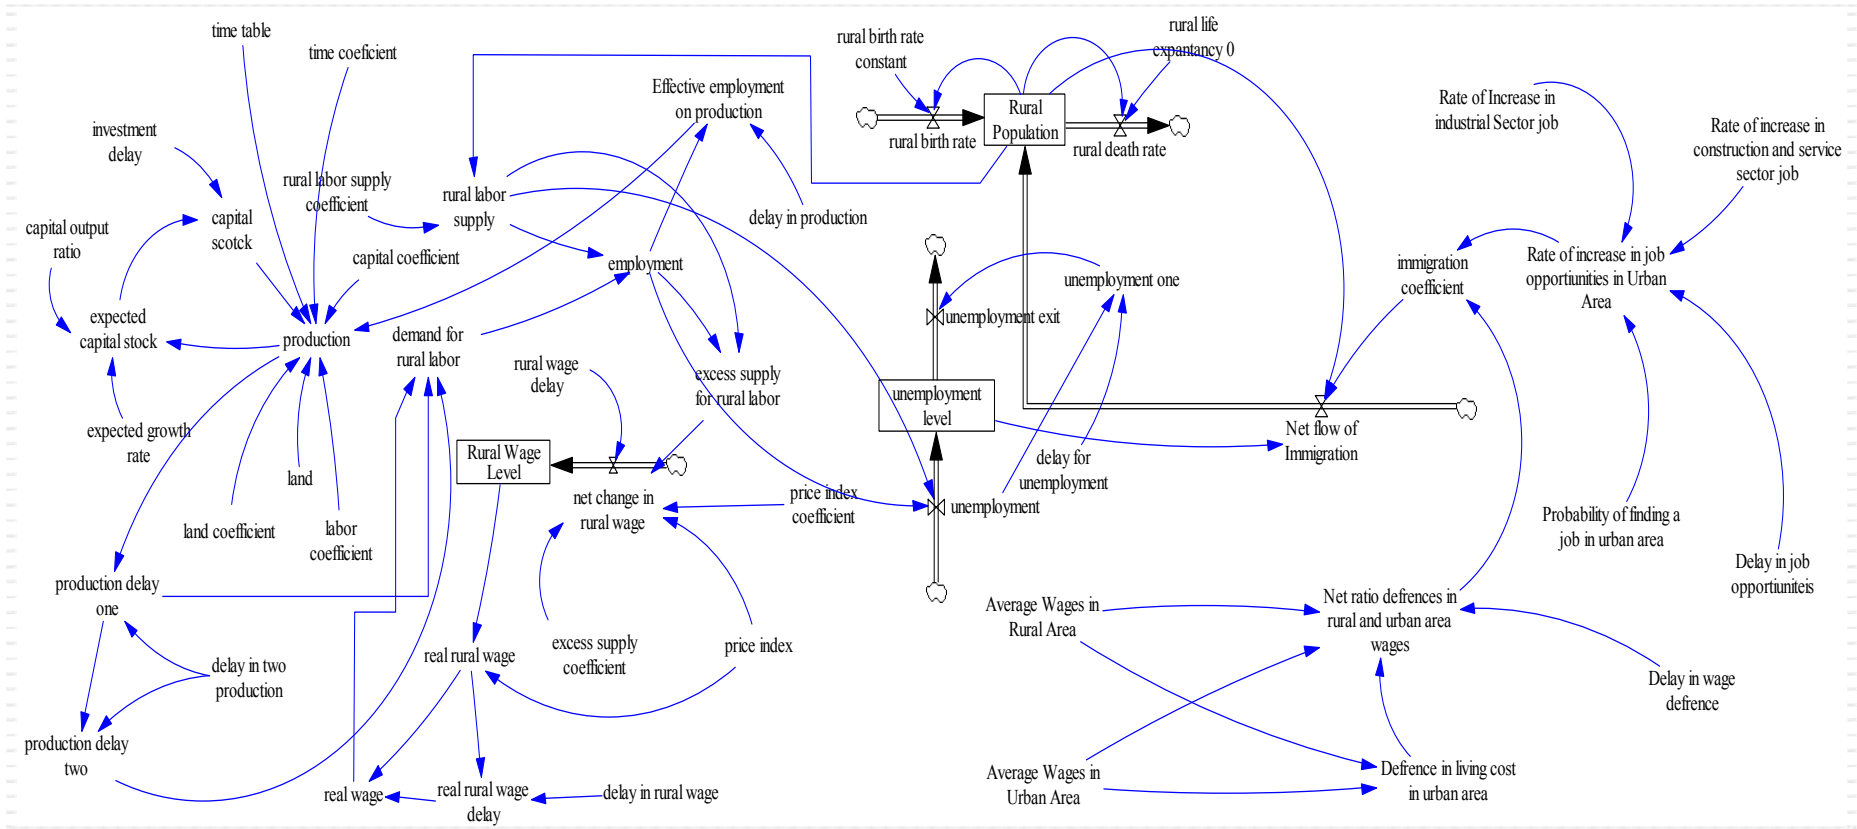 time table
time coeficient
rural birth rate
constant
rural life
expantancy 0
Effective employment
on production
Rural
Population
rural birth rate
rural death rate
Rate of Increase in
industrial Sector job
Rate of increase in
construction and service
sector job
investment
delay
rural labor supply
coefficient
rural labor
supply
delay in production
capital
scotck
capital output
ratio
capital coefficient
employment
unemployment one
immigration
coefficient
Rate of increase in job
opportunities in Urban
Area
expected
capital stock
production
demand for
rural labor
unemployment exit
rural wage
delay
excess supply
for rural labor
unemployment
level
expected growth
rate
Rural Wage
Level
Net flow of
Immigration
land
delay for
unemployment
net change in
rural wage
price index
coefficient
unemployment
land coefficient
labor
coefficient
Probability of finding a
job in urban area
Delay in job
opportuniteis
production delay
one
Average Wages in
Rural Area
Net ratio defrences in
rural and urban area
wages
excess supply
coefficient
price index
real rural wage
delay in two
production
Delay in wage
defrence
production delay
two
real wage
real rural wage
delay
delay in rural wage
Average Wages in
Urban Area
Defrence in living cost
in urban area